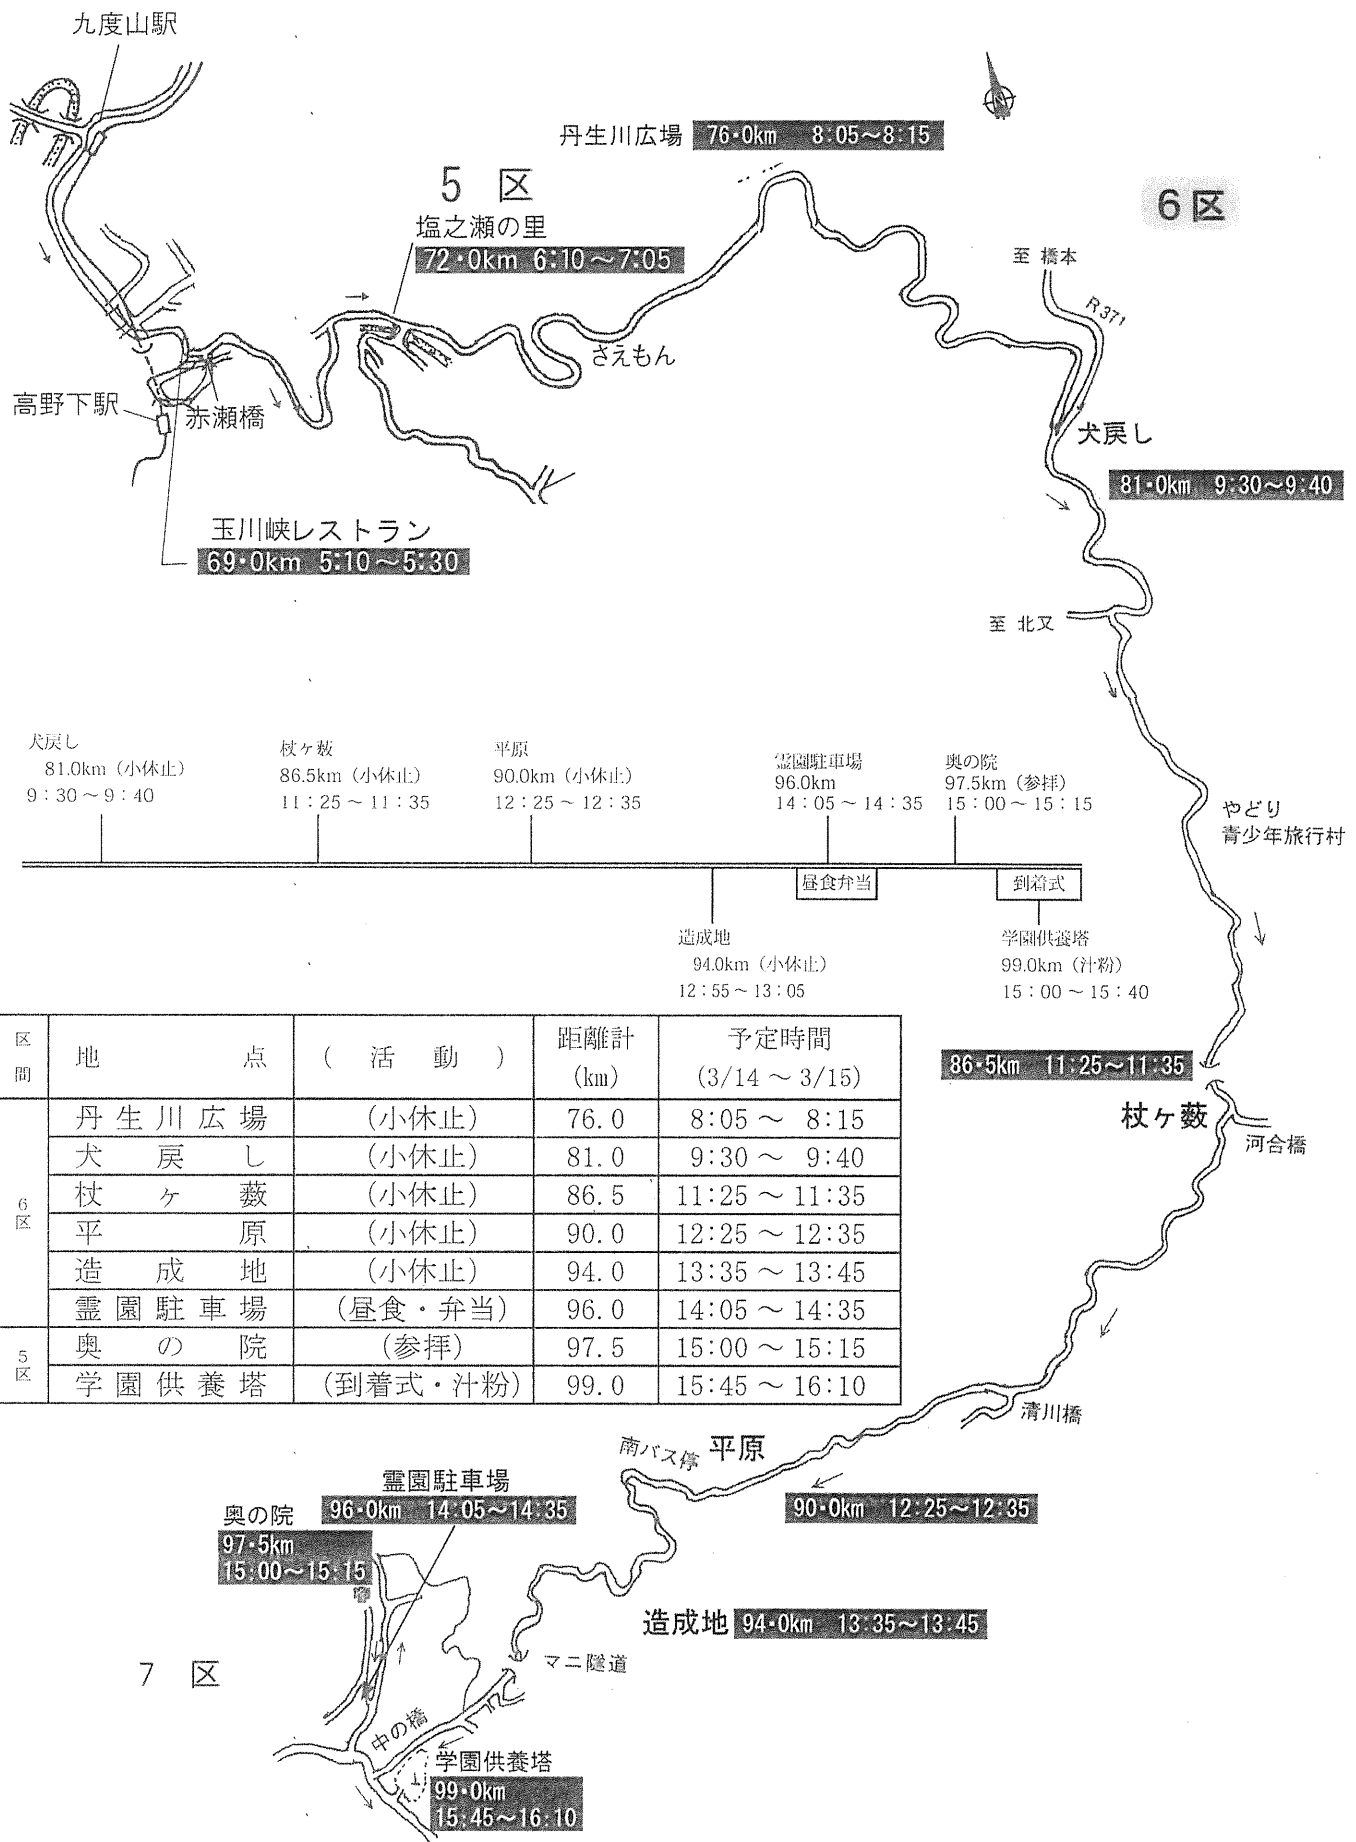 九度山駅
丹生川広場 76・0km 8:05～8:15
5 区
6区
塩之瀬の里
72・0km 6:10～7:05
至 橋本
R371
さえもん
高野下駅
赤瀬橋
犬戻し
81・0km 9:30～9:40
玉川峡レストラン
69・0km 5:10～5:30
至 北又
犬戻し
81.0km（小休止）
9：30 ～ 9：40
杖ヶ薮
86.5km（小休止）
11：25 ～ 11：35
平原
90.0km（小休止）
12：25 ～ 12：35
霊園駐車場
96.0km
14：05 ～ 14：35
奥の院
97.5km（参拝）
15：00 ～ 15：15
やどり
青少年旅行村
昼食弁当
到着式
造成地
94.0km（小休止）
12：55 ～ 13：05
学園供養塔
99.0km（汁粉）
15：00 ～ 15：40
区間 地点 (活動) 距離計(km) 予定時間(3/14 ～ 3/15)
6区 丹生川広場 (小休止) 76.0 8:05 ～ 8:15
犬戻し (小休止) 81.0 9:30 ～ 9:40
杖ヶ薮 (小休止) 86.5 11:25 ～ 11:35
平原 (小休止) 90.0 12:25 ～ 12:35
造成地 (小休止) 94.0 13:35 ～ 13:45
霊園駐車場 (昼食・弁当) 96.0 14:05 ～ 14:35
5区 奥の院 (参拝) 97.5 15:00 ～ 15:15
学園供養塔 (到着式・汁粉) 99.0 15:45 ～ 16:10
86・5km 11:25～11:35
杖ヶ薮
河合橋
清川橋
南バス停
平原
90・0km 12:25～12:35
霊園駐車場
96・0km 14:05～14:35
奥の院
97・5km
15:00～15:15
造成地 94・0km 13:35～13:45
マニ隧道
7 区
中の橋
学園供養塔
99・0km
15:45～16:10